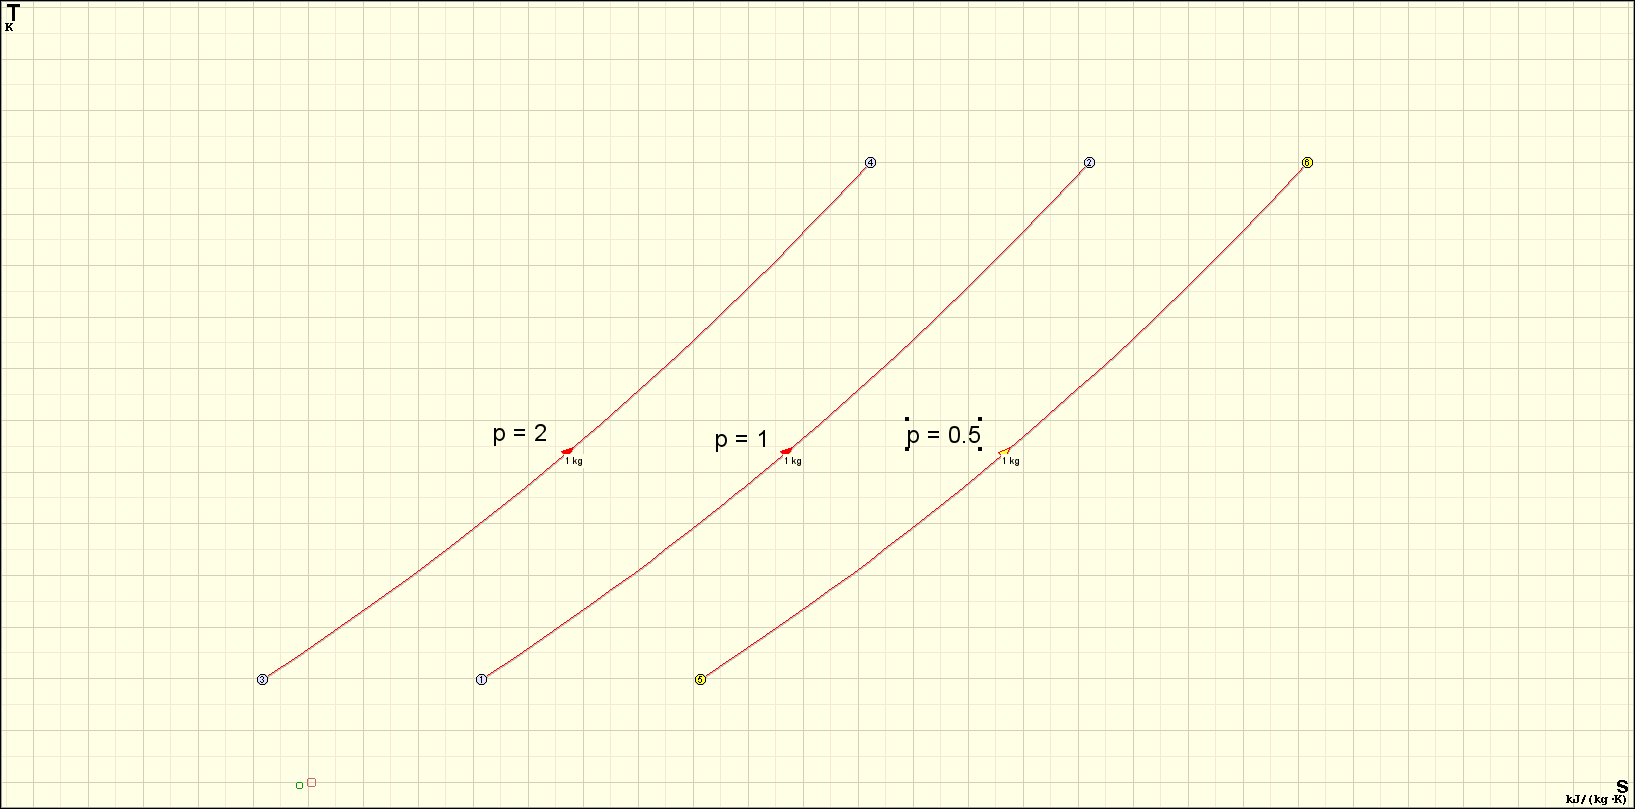 T
K
4
2
6
p = 2
p = 1
p = 0.5
1 kg
1 kg
1 kg
3
1
5
S
kJ/(kg·K)